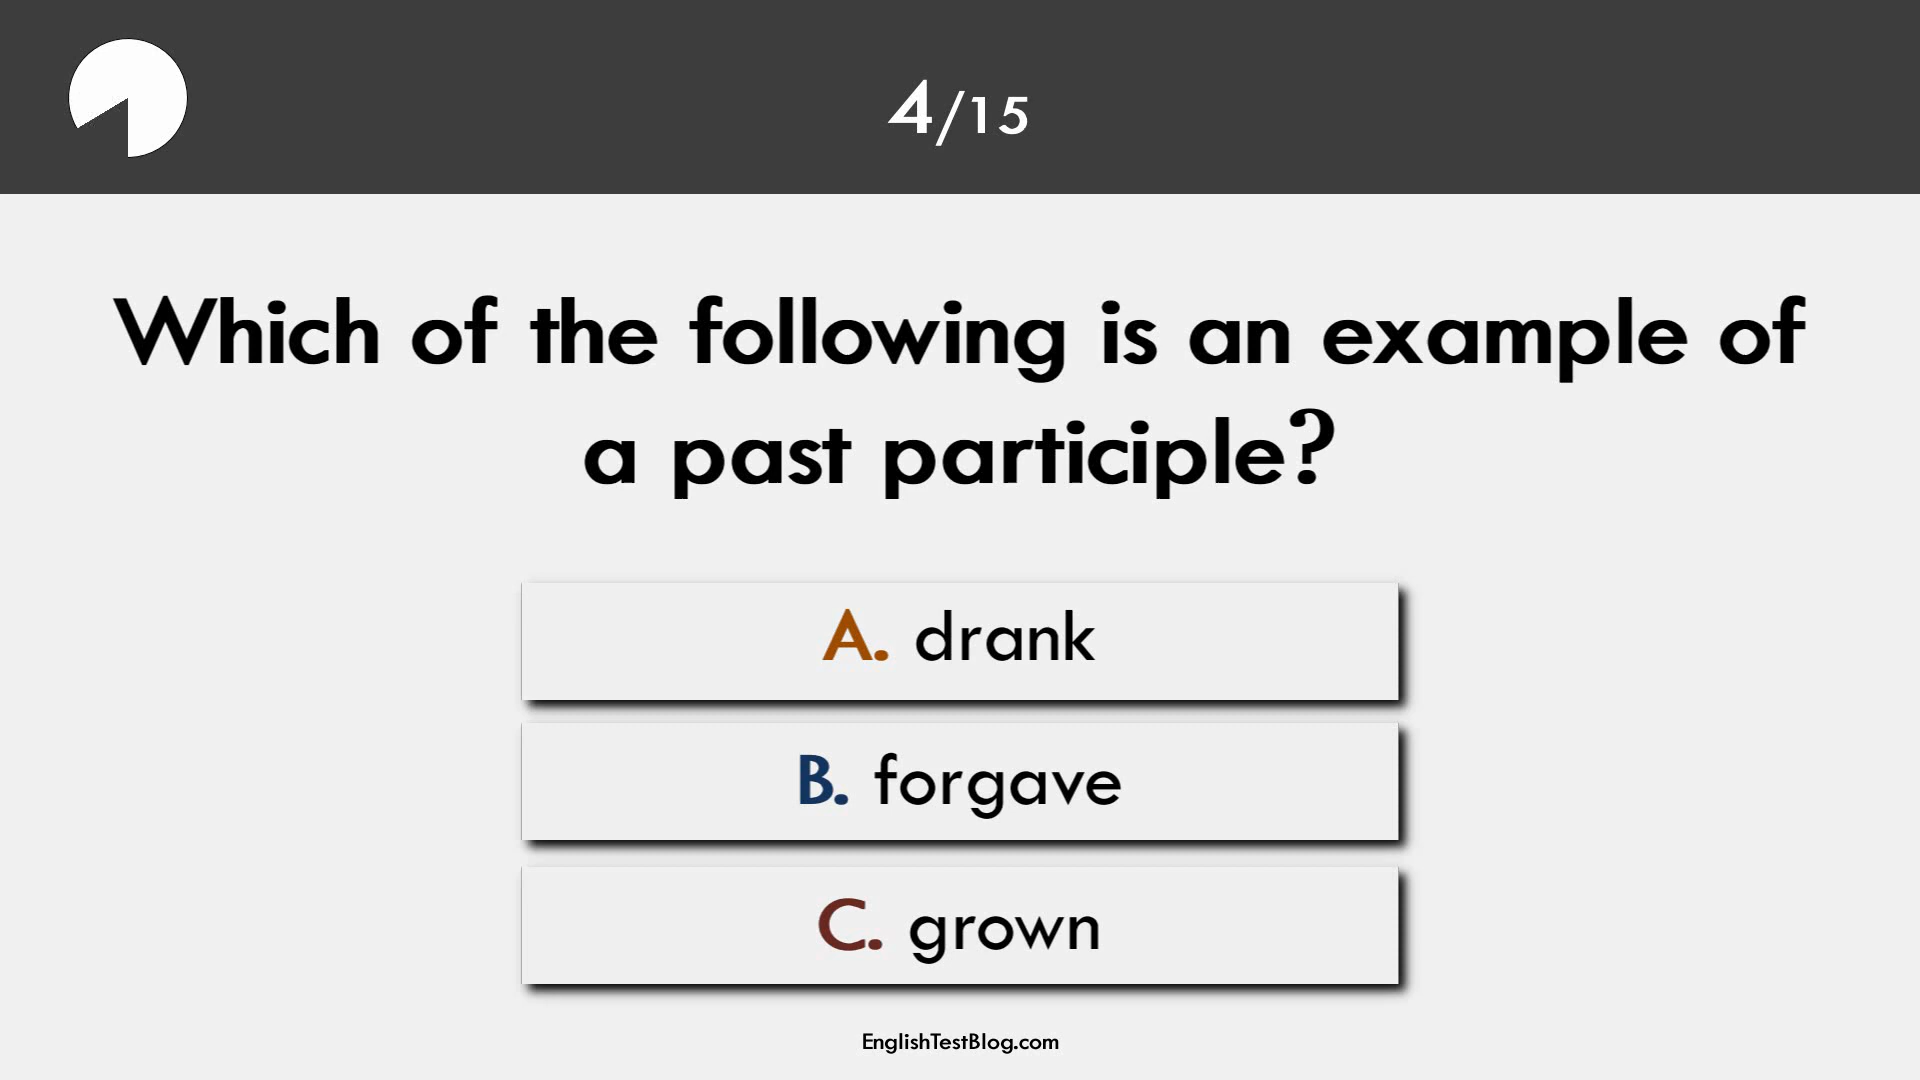 4/15
Which of the following is an example of
a past participle?
A. drank
B. forgave
C. grown
EnglishTestBlog.com